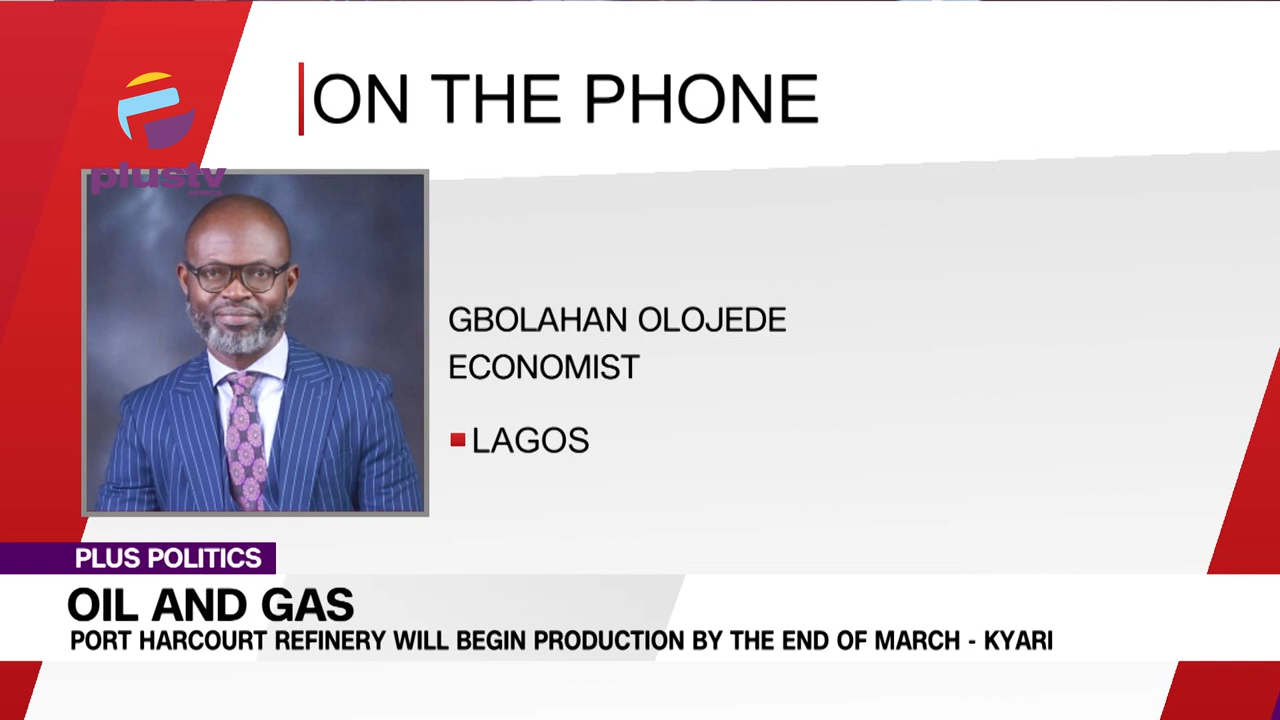 ON THE PHONE
plustv
AFRICA
GBOLAHAN OLOJEDE
ECONOMIST
LAGOS
PLUS POLITICS
OIL AND GAS
PORT HARCOURT REFINERY WILL BEGIN PRODUCTION BY THE END OF MARCH - KYARI